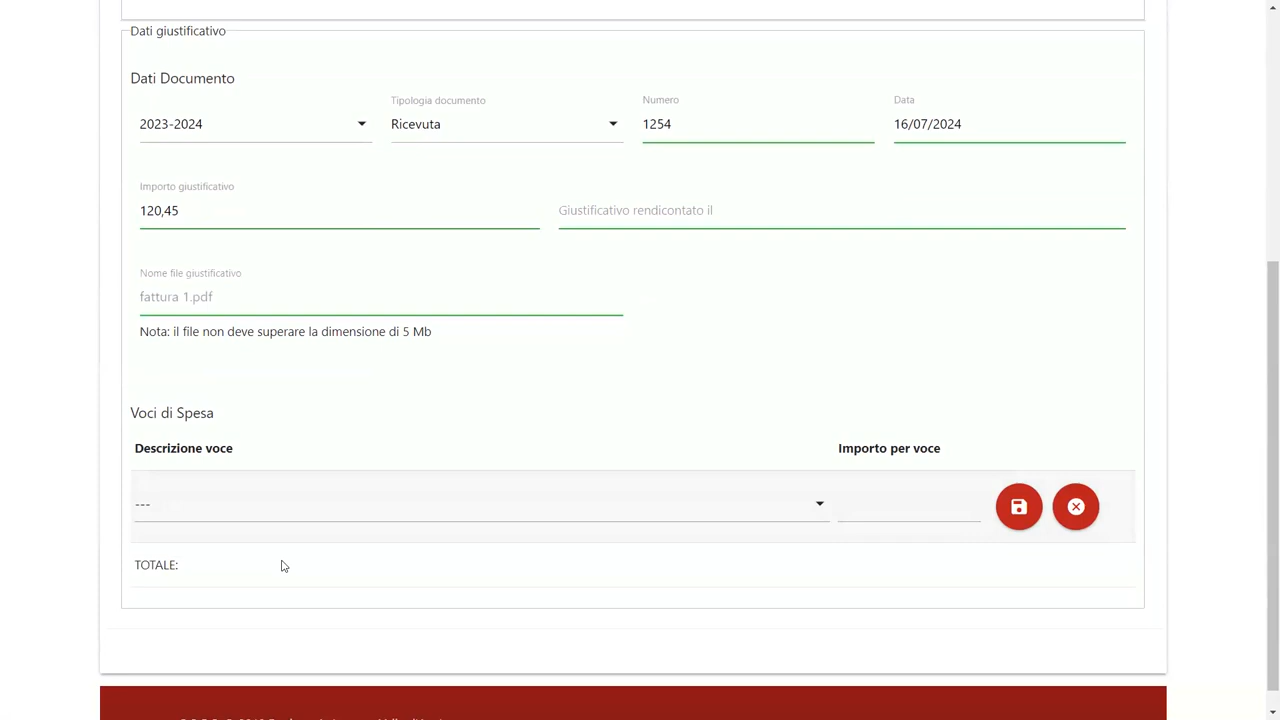 Dati giustificativo
Dati Documento
Tipologia documento
Numero
Data
2023-2024
Ricevuta
1254
16/07/2024
Importo giustificativo
120,45
Giustificativo rendicontato il
Nome file giustificativo
fattura 1.pdf
Nota: il file non deve superare la dimensione di 5 Mb
Voci di Spesa
Descrizione voce
Importo per voce
---
TOTALE: